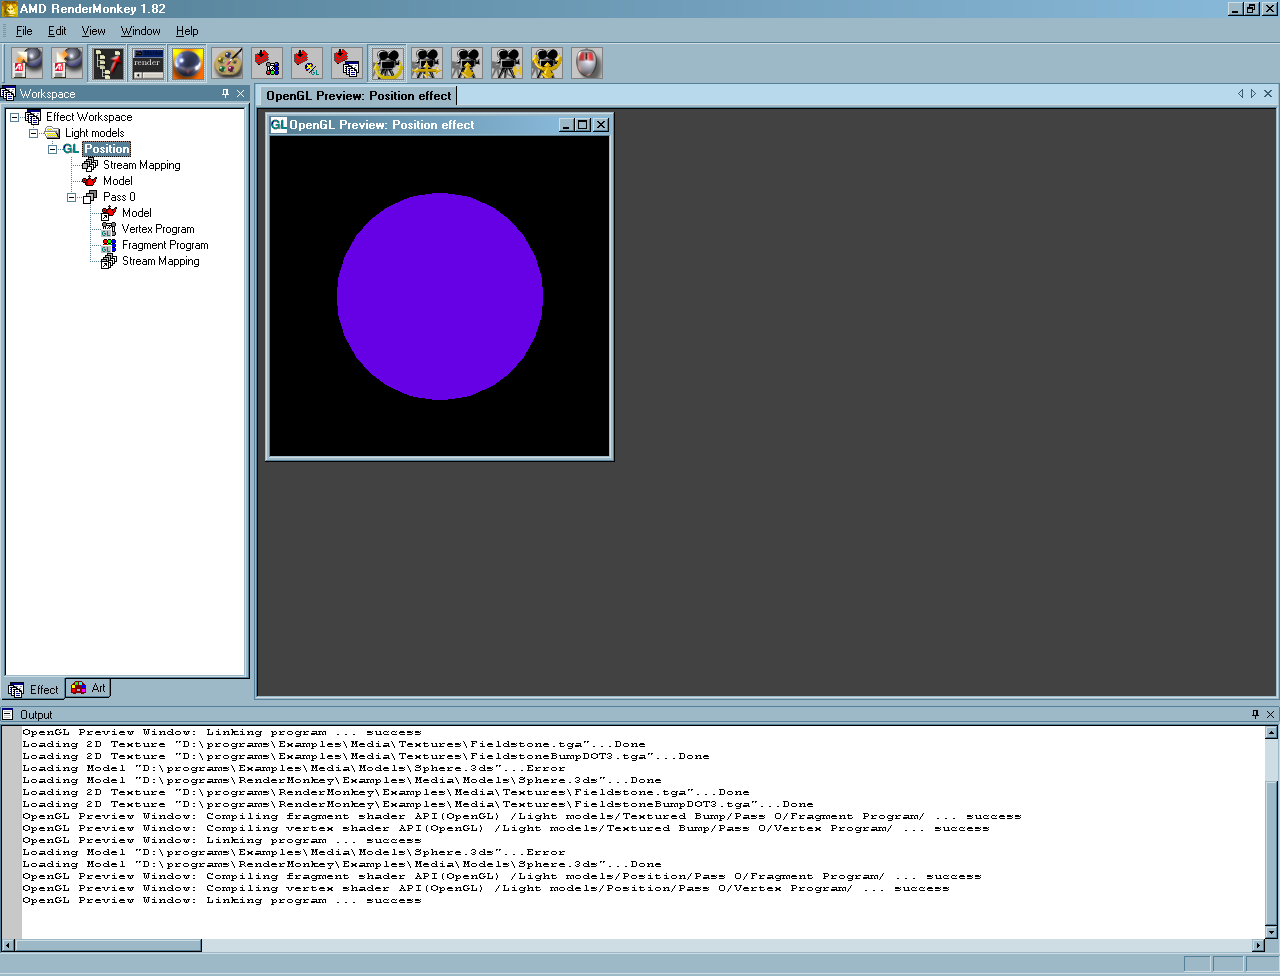 AMD RenderMonkey 1.82
File Edit View Window Help
render
Workspace
OpenGL Preview: Position effect
Effect Workspace
Light models
GL Position
Stream Mapping
Model
Pass 0
Model
Vertex Program
Fragment Program
Stream Mapping
Effect Art
GL OpenGL Preview: Position effect
Output
OpenGL Preview Window: Linking program ... success
Loading 2D Texture "D:\programs\Examples\Media\Textures\Fieldstone.tga"...Done
Loading 2D Texture "D:\programs\Examples\Media\Textures\FieldstoneBumpDOT3.tga"...Done
Loading Model "D:\programs\Examples\Media\Models\Sphere.3ds"...Error
Loading Model "D:\programs\RenderMonkey\Examples\Media\Models\Sphere.3ds"...Done
Loading 2D Texture "D:\programs\RenderMonkey\Examples\Media\Textures\Fieldstone.tga"...Done
Loading 2D Texture "D:\programs\RenderMonkey\Examples\Media\Textures\FieldstoneBumpDOT3.tga"...Done
OpenGL Preview Window: Compiling fragment shader API(OpenGL) /Light models/Textured Bump/Pass 0/Fragment Program/ ... success
OpenGL Preview Window: Compiling vertex shader API(OpenGL) /Light models/Textured Bump/Pass 0/Vertex Program/ ... success
OpenGL Preview Window: Linking program ... success
Loading Model "D:\programs\Examples\Media\Models\Sphere.3ds"...Error
Loading Model "D:\programs\RenderMonkey\Examples\Media\Models\Sphere.3ds"...Done
OpenGL Preview Window: Compiling fragment shader API(OpenGL) /Light models/Position/Pass 0/Fragment Program/ ... success
OpenGL Preview Window: Compiling vertex shader API(OpenGL) /Light models/Position/Pass 0/Vertex Program/ ... success
OpenGL Preview Window: Linking program ... success